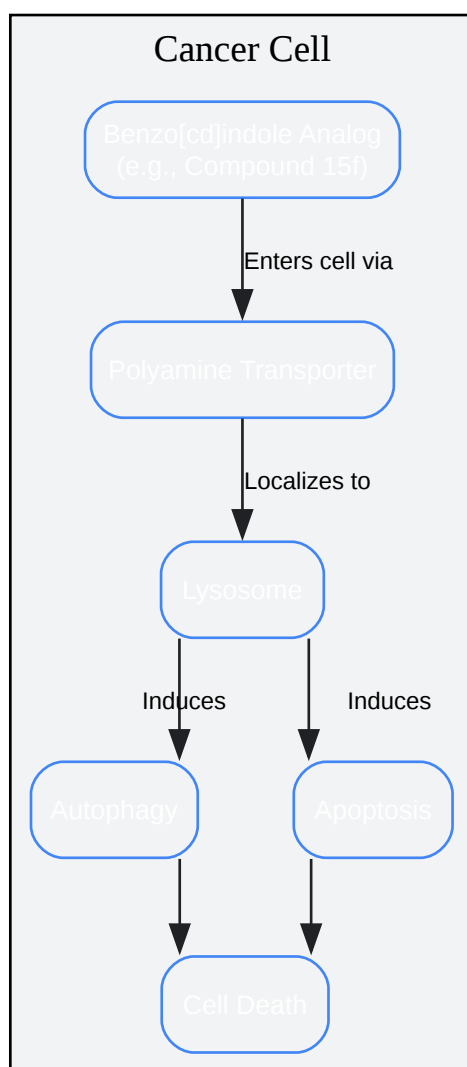 Cancer Cell
Benzo[cd]indole Analog
(e.g., Compound 15f)
Enters cell via
Polyamine Transporter
Localizes to
Lysosome
Induces
Induces
Autophagy
Apoptosis
Cell Death